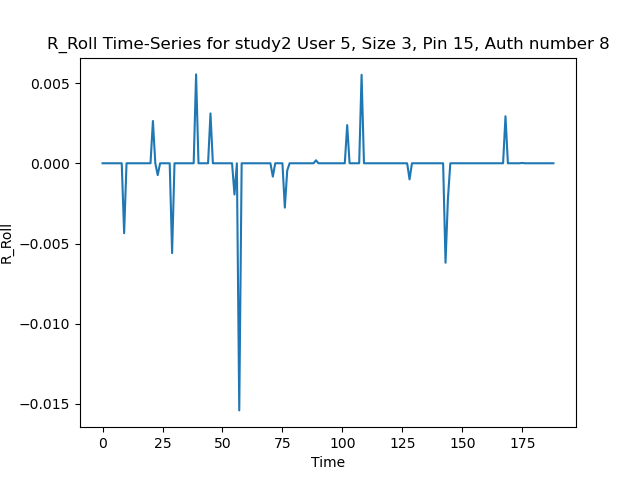 R_Roll Time-Series for study2 User 5, Size 3, Pin 15, Auth number 8
0.005
0.000
−0.005
−0.010
−0.015
R_Roll
0 25 50 75 100 125 150 175
Time